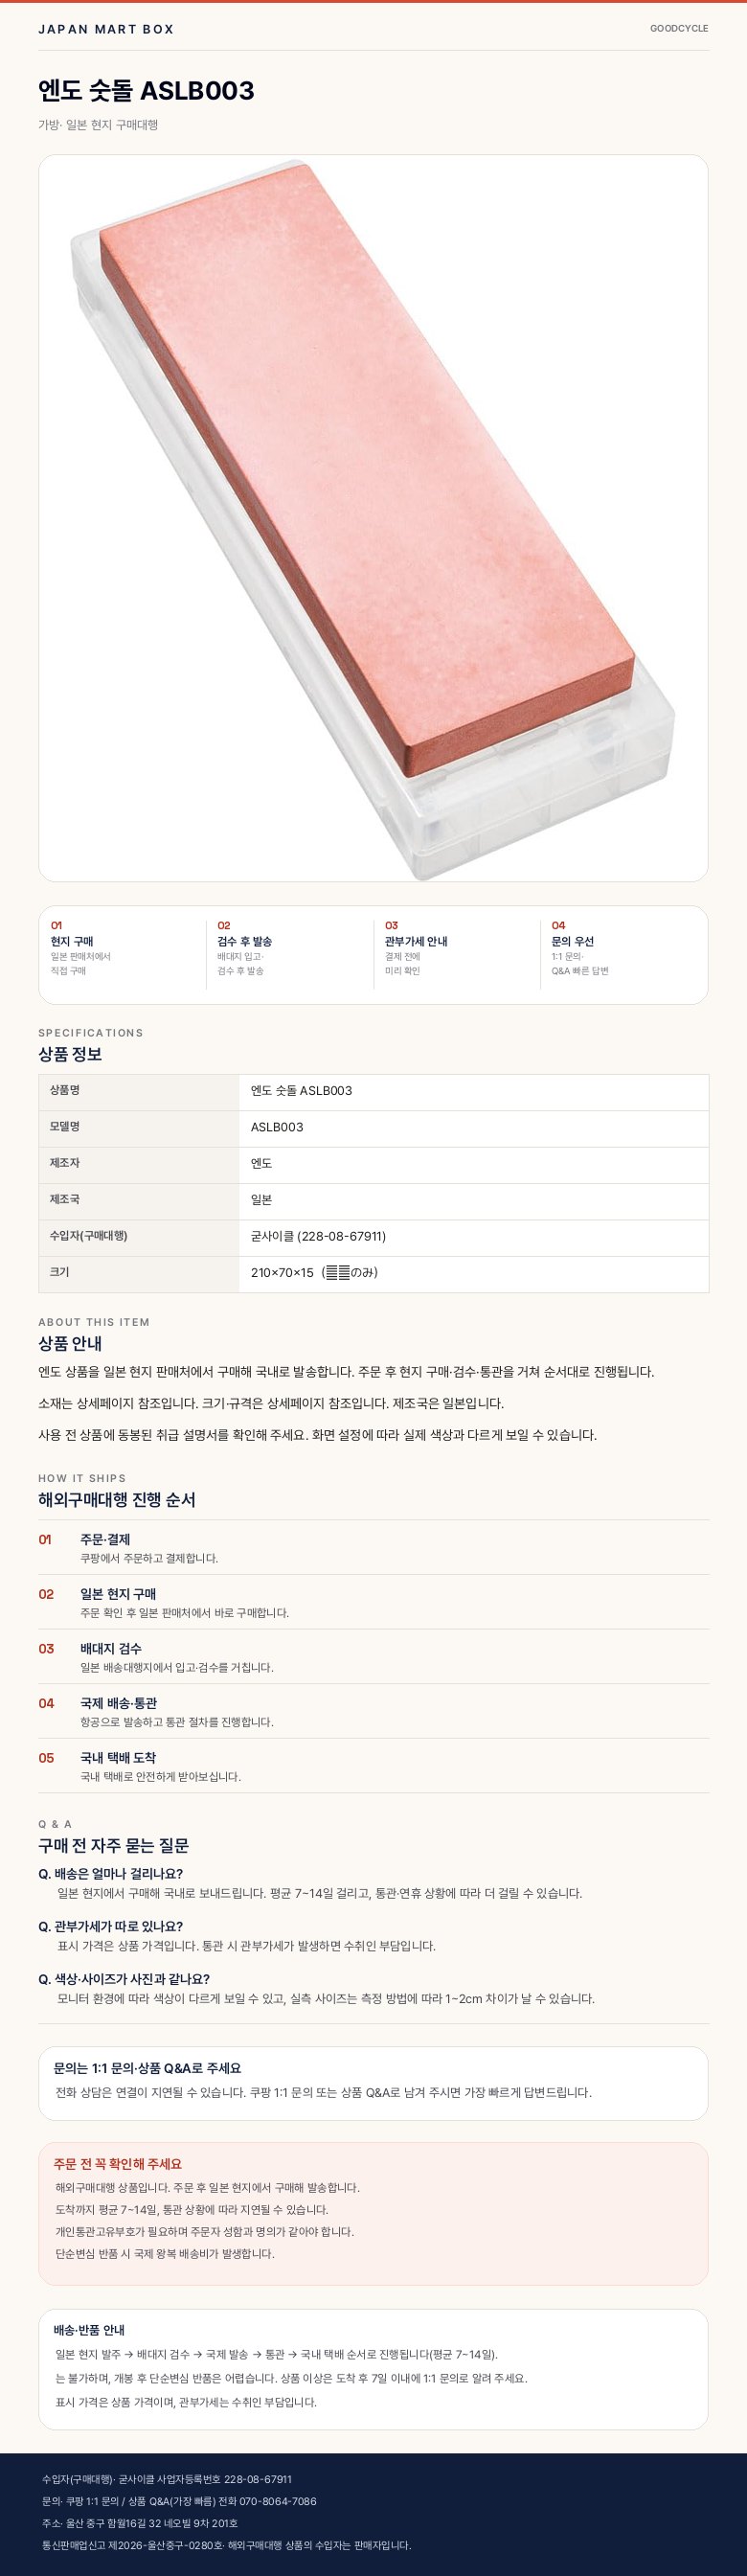 JAPAN MART BOX
GOODCYCLE
엔도 숫돌 ASLB003
가방· 일본 현지 구매대행
01
현지 구매
일본 판매처에서
직접 구매
02
검수 후 발송
배대지 입고·
검수 후 발송
03
관부가세 안내
결제 전에
미리 확인
04
문의 우선
1:1 문의·
Q&A 빠른 답변
SPECIFICATIONS
상품 정보
상품명 엔도 숫돌 ASLB003
모델명 ASLB003
제조자 엔도
제조국 일본
수입자(구매대행) 굳사이클 (228-08-67911)
크기 210×70×15 (のみ)
ABOUT THIS ITEM
상품 안내
엔도 상품을 일본 현지 판매처에서 구매해 국내로 발송합니다. 주문 후 현지 구매·검수·통관을 거쳐 순서대로 진행됩니다.
소재는 상세페이지 참조입니다. 크기·규격은 상세페이지 참조입니다. 제조국은 일본입니다.
사용 전 상품에 동봉된 취급 설명서를 확인해 주세요. 화면 설정에 따라 실제 색상과 다르게 보일 수 있습니다.
HOW IT SHIPS
해외구매대행 진행 순서
01 주문·결제
쿠팡에서 주문하고 결제합니다.
02 일본 현지 구매
주문 확인 후 일본 판매처에서 바로 구매합니다.
03 배대지 검수
일본 배송대행지에서 입고·검수를 거칩니다.
04 국제 배송·통관
항공으로 발송하고 통관 절차를 진행합니다.
05 국내 택배 도착
국내 택배로 안전하게 받아보십니다.
Q & A
구매 전 자주 묻는 질문
Q. 배송은 얼마나 걸리나요?
일본 현지에서 구매해 국내로 보내드립니다. 평균 7~14일 걸리고, 통관·연휴 상황에 따라 더 걸릴 수 있습니다.
Q. 관부가세가 따로 있나요?
표시 가격은 상품 가격입니다. 통관 시 관부가세가 발생하면 수취인 부담입니다.
Q. 색상·사이즈가 사진과 같나요?
모니터 환경에 따라 색상이 다르게 보일 수 있고, 실측 사이즈는 측정 방법에 따라 1~2cm 차이가 날 수 있습니다.
문의는 1:1 문의·상품 Q&A로 주세요
전화 상담은 연결이 지연될 수 있습니다. 쿠팡 1:1 문의 또는 상품 Q&A로 남겨 주시면 가장 빠르게 답변드립니다.
주문 전 꼭 확인해 주세요
해외구매대행 상품입니다. 주문 후 일본 현지에서 구매해 발송합니다.
도착까지 평균 7~14일, 통관 상황에 따라 지연될 수 있습니다.
개인통관고유부호가 필요하며 주문자 성함과 명의가 같아야 합니다.
단순변심 반품 시 국제 왕복 배송비가 발생합니다.
배송·반품 안내
일본 현지 발주 → 배대지 검수 → 국제 발송 → 통관 → 국내 택배 순서로 진행됩니다(평균 7~14일).
는 불가하며, 개봉 후 단순변심 반품은 어렵습니다. 상품 이상은 도착 후 7일 이내에 1:1 문의로 알려 주세요.
표시 가격은 상품 가격이며, 관부가세는 수취인 부담입니다.
수입자(구매대행)· 굳사이클 사업자등록번호 228-08-67911
문의· 쿠팡 1:1 문의 / 상품 Q&A(가장 빠름) 전화 070-8064-7086
주소· 울산 중구 함월16길 32 네오빌 9차 201호
통신판매업신고 제2026-울산중구-0280호· 해외구매대행 상품의 수입자는 판매자입니다.